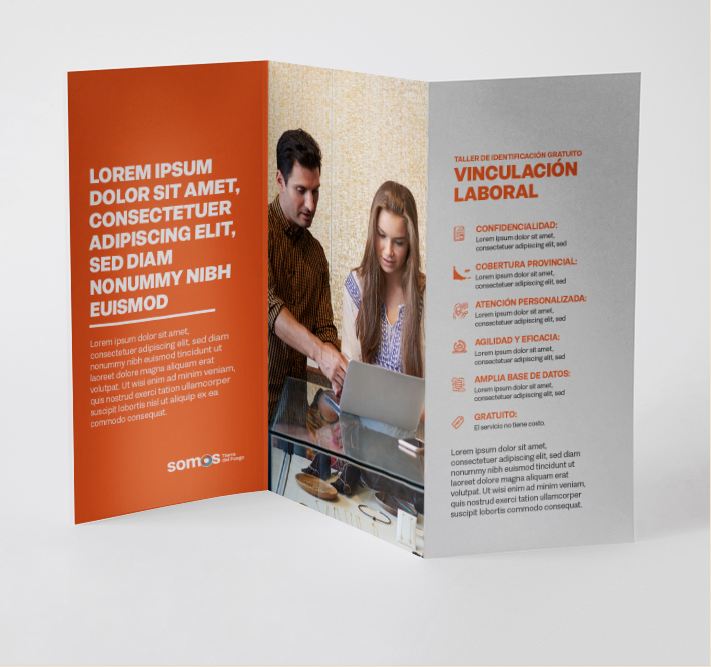 LOREM IPSUM
DOLOR SIT AMET,
CONSECTETUER
ADIPISCING ELIT,
SED DIAM
NONUMMY NIBH
EUISMOD
Lorem ipsum dolor sit amet,
consectetuer adipiscing elit, sed diam
nonummy nibh euismod tincidunt ut
laoreet dolore magna aliquam erat
volutpat. Ut wisi enim ad minim veniam,
quis nostrud exerci tation ullamcorper
suscipit lobortis nisl ut aliquip ex ea
commodo consequat.
somos Tierra
del Fuego
TALLER DE IDENTIFICACIÓN GRATUITO
VINCULACIÓN
LABORAL
CONFIDENCIALIDAD:
Lorem ipsum dolor sit amet,
consectetuer adipiscing elit, sed
COBERTURA PROVINCIAL:
Lorem ipsum dolor sit amet,
consectetuer adipiscing elit, sed
ATENCIÓN PERSONALIZADA:
Lorem ipsum dolor sit amet,
consectetuer adipiscing elit, sed
AGILIDAD Y EFICACIA:
Lorem ipsum dolor sit amet,
consectetuer adipiscing elit, sed
AMPLIA BASE DE DATOS:
Lorem ipsum dolor sit amet,
consectetuer adipiscing elit, sed
GRATUITO:
El servicio no tiene costo.
Lorem ipsum dolor sit amet,
consectetuer adipiscing elit, sed diam
nonummy nibh euismod tincidunt ut
laoreet dolore magna aliquam erat
volutpat. Ut wisi enim ad minim veniam,
quis nostrud exerci tation ullamcorper
suscipit lobortis commodo consequat.